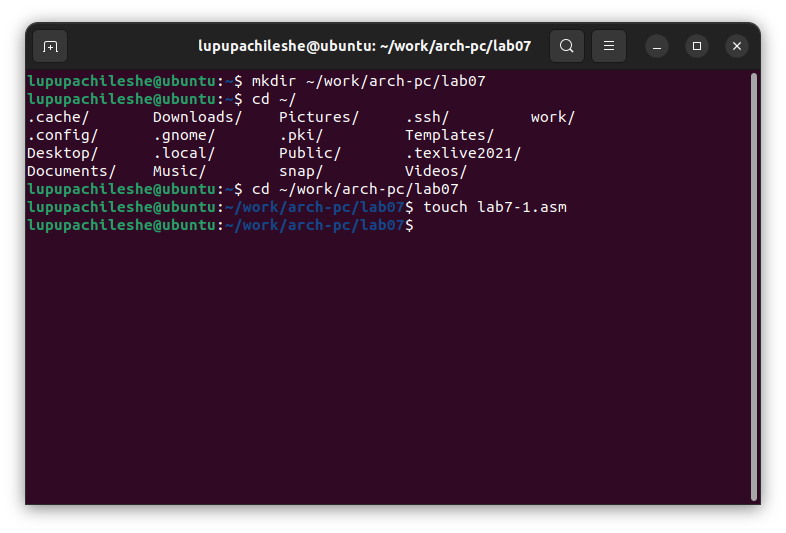 lupupachileshe@ubuntu: ~/work/arch-pc/lab07
lupupachileshe@ubuntu:~$ mkdir ~/work/arch-pc/lab07
lupupachileshe@ubuntu:~$ cd ~/
.cache/ Downloads/ Pictures/ .ssh/ work/
.config/ .gnome/ .pki/ Templates/
Desktop/ .local/ Public/ .texlive2021/
Documents/ Music/ snap/ Videos/
lupupachileshe@ubuntu:~$ cd ~/work/arch-pc/lab07
lupupachileshe@ubuntu:~/work/arch-pc/lab07$ touch lab7-1.asm
lupupachileshe@ubuntu:~/work/arch-pc/lab07$